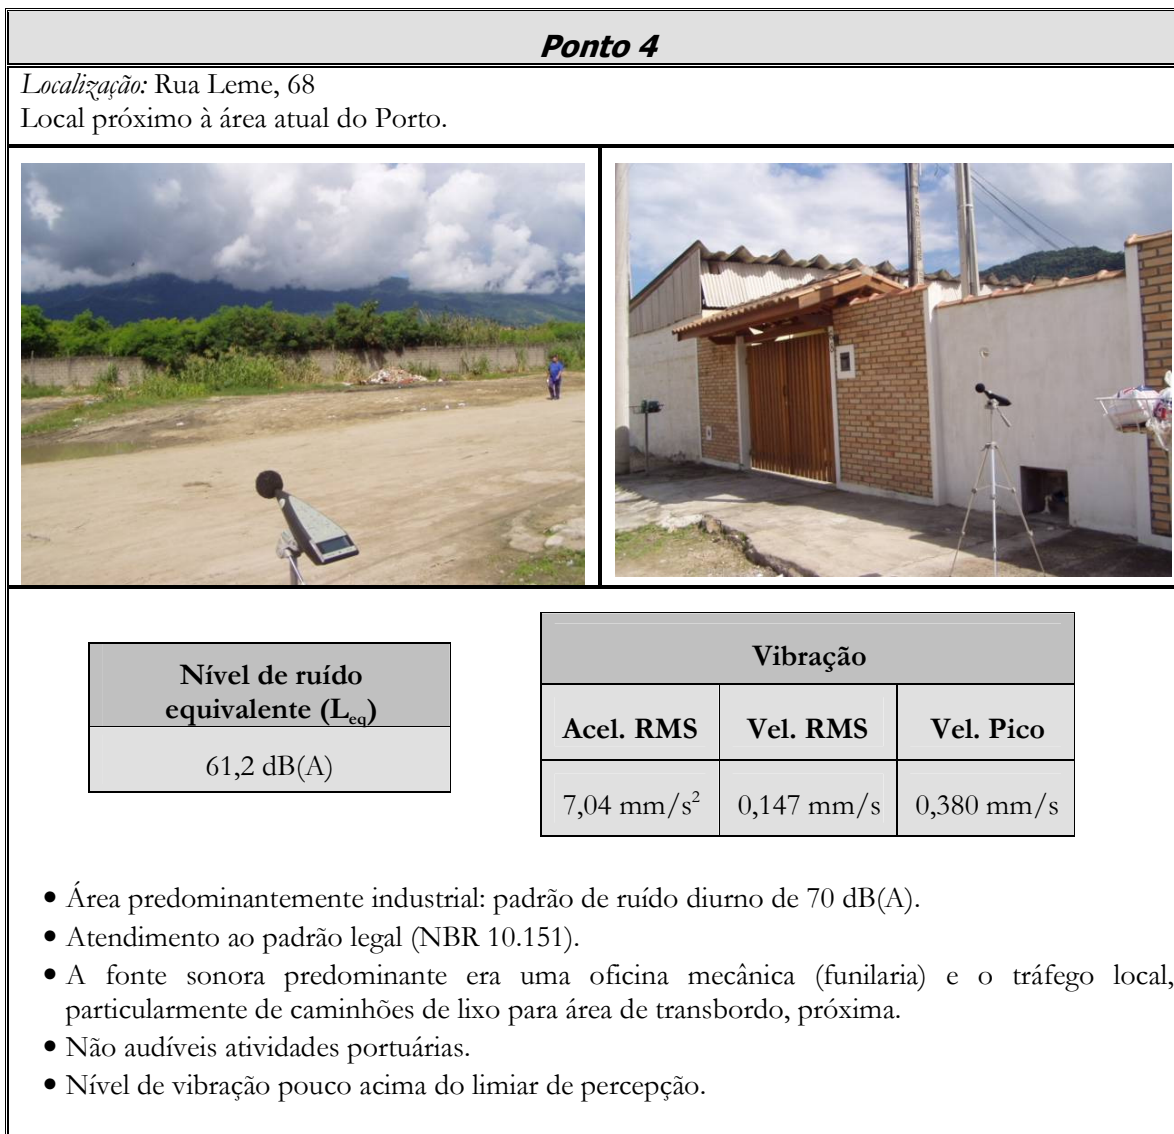 Ponto 4
Localização: Rua Leme, 68
Local próximo à área atual do Porto.
Nível de ruído
equivalente (Leq)
61,2 dB(A)
Vibração
Acel. RMS Vel. RMS Vel. Pico
7,04 mm/s² 0,147 mm/s 0,380 mm/s
• Área predominantemente industrial: padrão de ruído diurno de 70 dB(A).
• Atendimento ao padrão legal (NBR 10.151).
• A fonte sonora predominante era uma oficina mecânica (funilaria) e o tráfego local,
particularmente de caminhões de lixo para área de transbordo, próxima.
• Não audíveis atividades portuárias.
• Nível de vibração pouco acima do limiar de percepção.